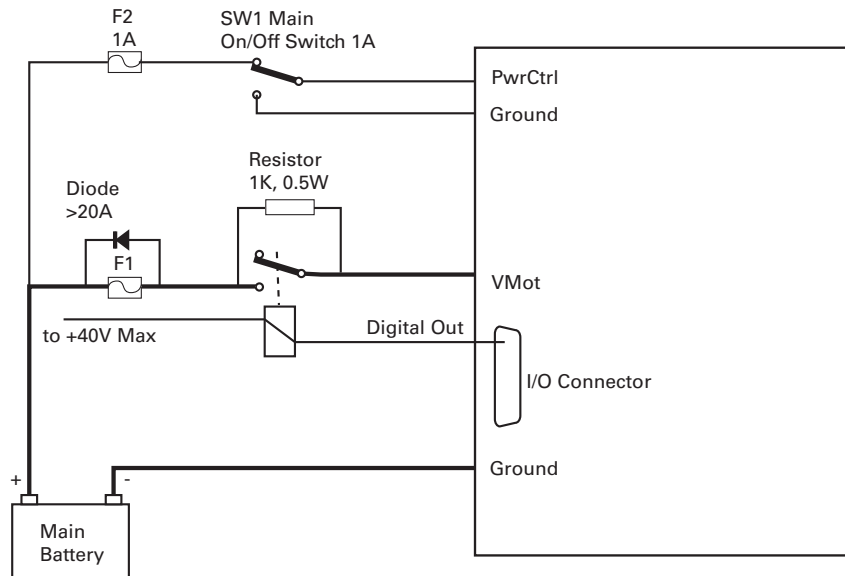 F2
1A
SW1 Main
On/Off Switch 1A
PwrCtrl
Ground
Resistor
1K, 0.5W
Diode
>20A
F1
VMot
to +40V Max
Digital Out
I/O Connector
Ground
+
-
Main
Battery